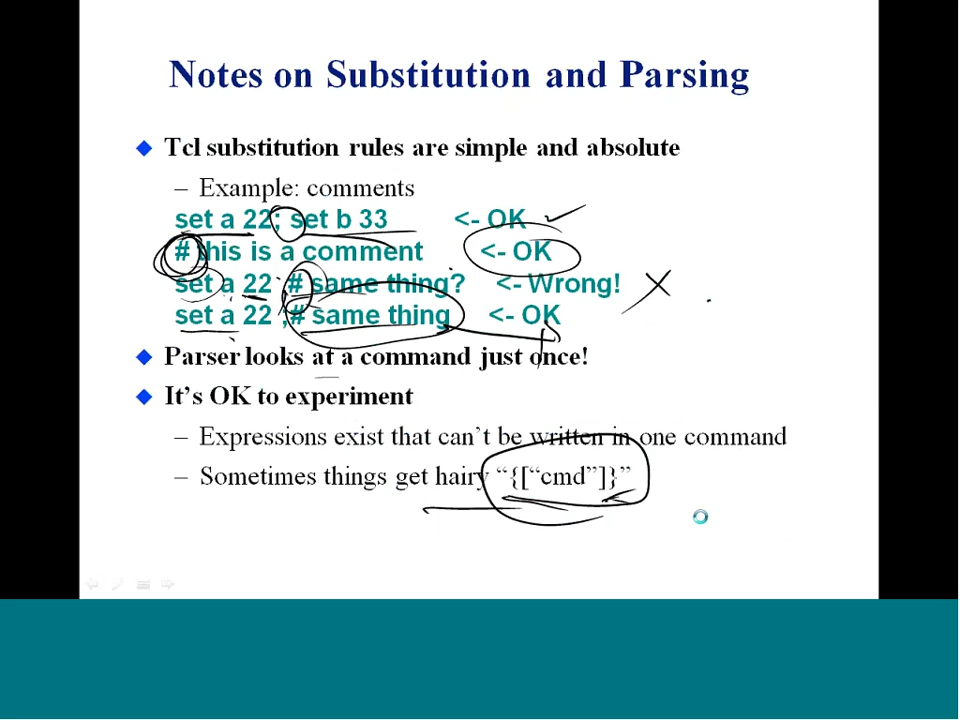 Notes on Substitution and Parsing
Tcl substitution rules are simple and absolute
– Example: comments
set a 22; set b 33 <- OK
# this is a comment <- OK
set a 22 # same thing? <- Wrong!
set a 22 ;# same thing <- OK
Parser looks at a command just once!
It’s OK to experiment
– Expressions exist that can’t be written in one command
– Sometimes things get hairy “{[“cmd”]}”